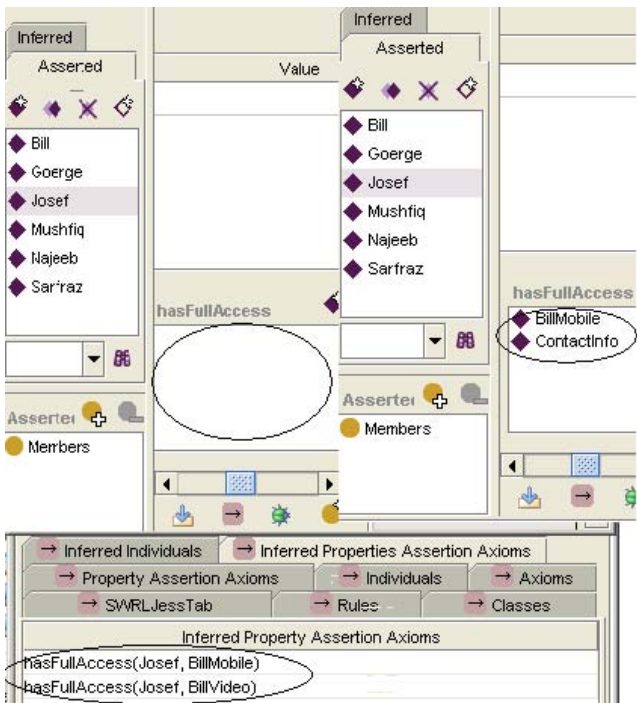 Inferred
Asserted
Value
Bill
Goerge
Josef
Mushfiq
Najeeb
Sarfraz
hasFullAccess
Asserte
Members
Inferred
Asserted
Bill
Goerge
Josef
Mushfiq
Najeeb
Sarfraz
hasFullAccess
BillMobile
ContactInfo
Asserte
Members
Inferred Individuals
Inferred Properties Assertion Axioms
Property Assertion Axioms
Individuals
Axioms
SWRLJessTab
Rules
Classes
Inferred Property Assertion Axioms
hasFullAccess(Josef, BillMobile)
hasFullAccess(Josef, BillVideo)